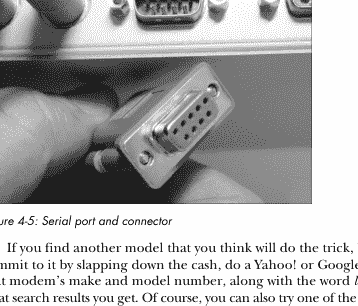 ure 4-5: Serial port and connector
If you find another model that you think will do the trick,
mmit to it by slapping down the cash, do a Yahoo! or Google
t modem's make and model number, along with the word
at search results you get. Of course, you can also try one of the